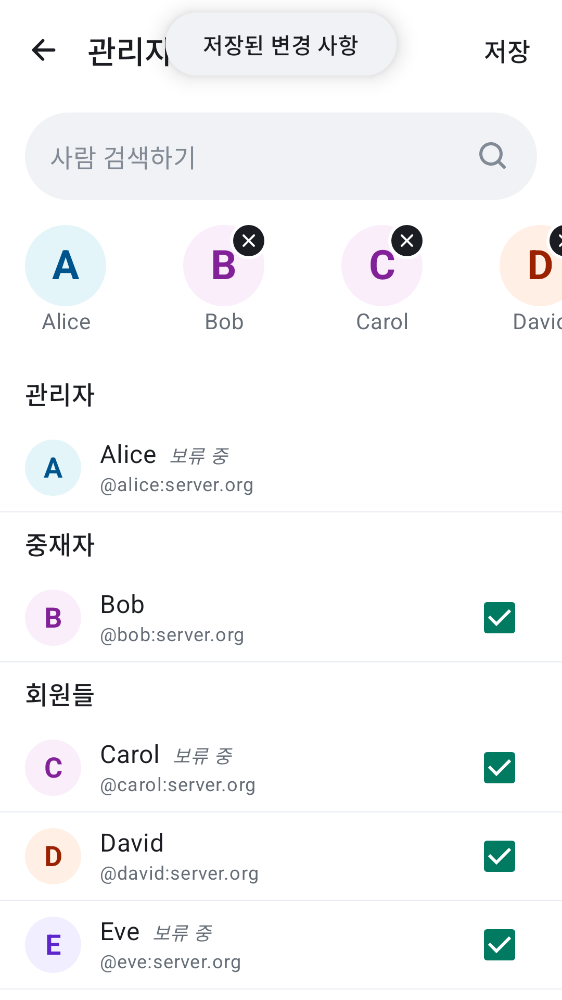 관리자
저장된 변경 사항
저장
사람 검색하기
A
B
C
D
Alice
Bob
Carol
관리자
A
Alice 보류 중
@alice:server.org
중재자
B
Bob
@bob:server.org
회원들
C
Carol 보류 중
@carol:server.org
D
David
@david:server.org
E
Eve 보류 중
@eve:server.org